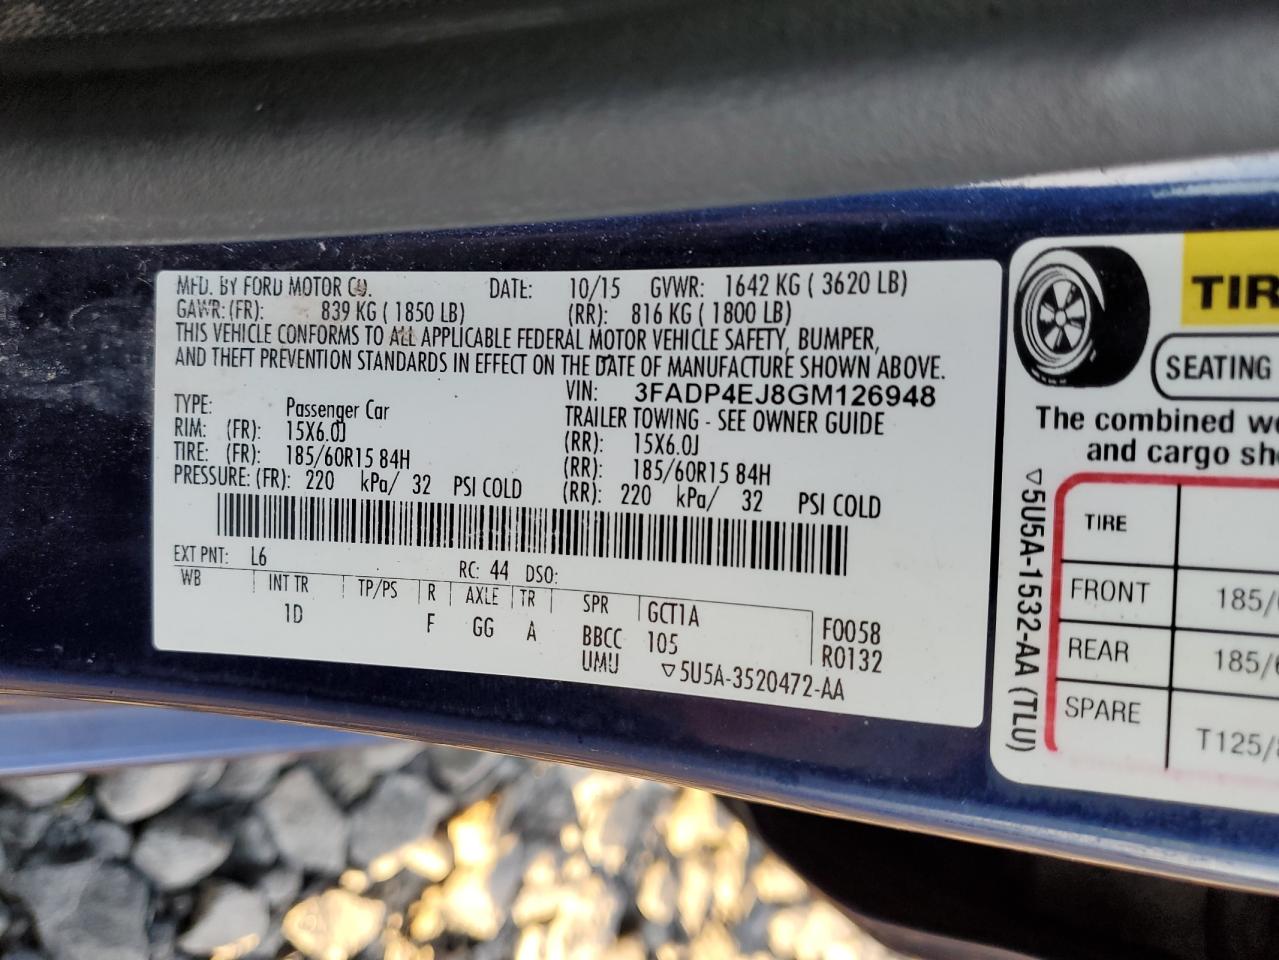 MFD. BY FORD MOTOR CO. DATE: 10/15 GVWR: 1642 KG ( 3620 LB)
GAWR: (FR): 839 KG ( 1850 LB) (RR): 816 KG ( 1800 LB)
THIS VEHICLE CONFORMS TO ALL APPLICABLE FEDERAL MOTOR VEHICLE SAFETY, BUMPER,
AND THEFT PREVENTION STANDARDS IN EFFECT ON THE DATE OF MANUFACTURE SHOWN ABOVE.
VIN: 3FADP4EJ8GM126948
TYPE: Passenger Car TRAILER TOWING - SEE OWNER GUIDE
RIM: (FR): 15X6.0J (RR): 15X6.0J
TIRE: (FR): 185/60R15 84H (RR): 185/60R15 84H
PRESSURE: (FR): 220 kPa/ 32 PSI COLD (RR): 220 kPa/ 32 PSI COLD
EXT PNT: L6 RC: 44 DSO:
WB INT TR TP/PS R AXLE TR SPR GCT1A
1D F GG A BBCC 105 F0058
UMU R0132
▽5U5A-3520472-AA
TIR
SEATING
The combined we
and cargo sh
▽5U5A-1532-AA (TLU)
TIRE
FRONT 185/
REAR 185/
SPARE T125/